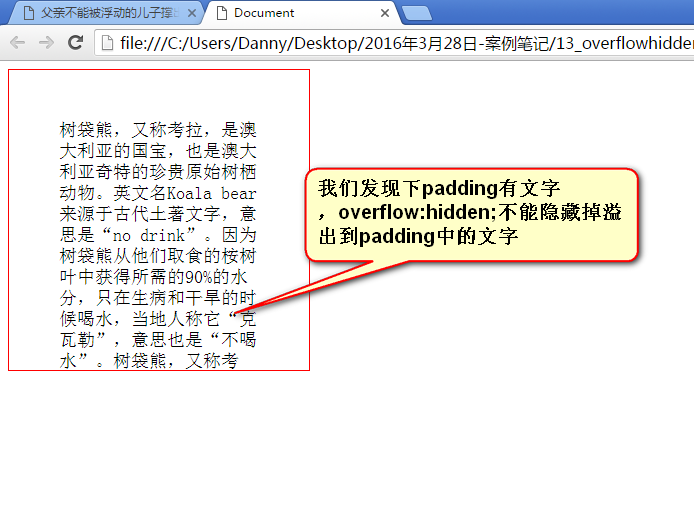 父亲不能被浮动的儿子撑
Document
file:///C:/Users/Danny/Desktop/2016年3月28日-案例笔记/13_overflowhidden
树袋熊，又称考拉，是澳
大利亚的国宝，也是澳大
利亚奇特的珍贵原始树栖
动物。英文名Koala bear
来源于古代土著文字，意
思是“no drink”。因为
树袋熊从他们取食的桉树
叶中获得所需的90%的水
分，只在生病和干旱的时
候喝水，当地人称它“克
瓦勒”，意思也是“不喝
水”。树袋熊，又称考
我们发现下padding有文字
，overflow:hidden;不能隐藏掉溢
出到padding中的文字